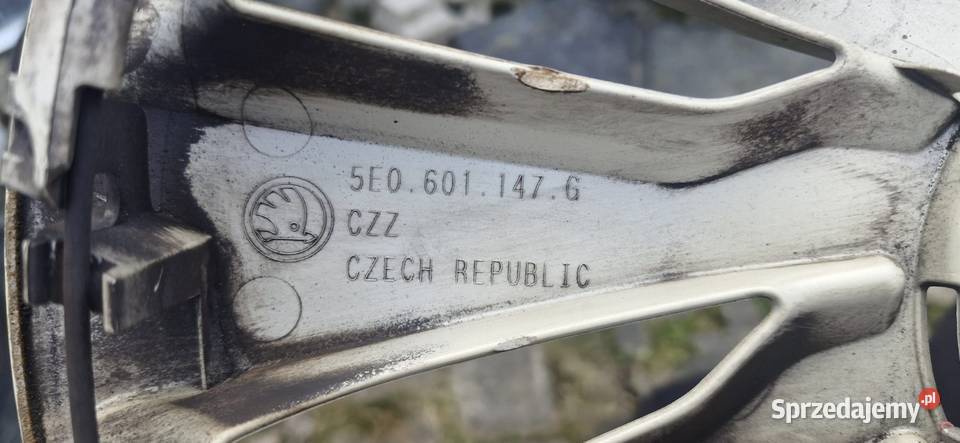 5E0.601.147.G
CZZ
CZECH REPUBLIC
Sprzedajemy.pl